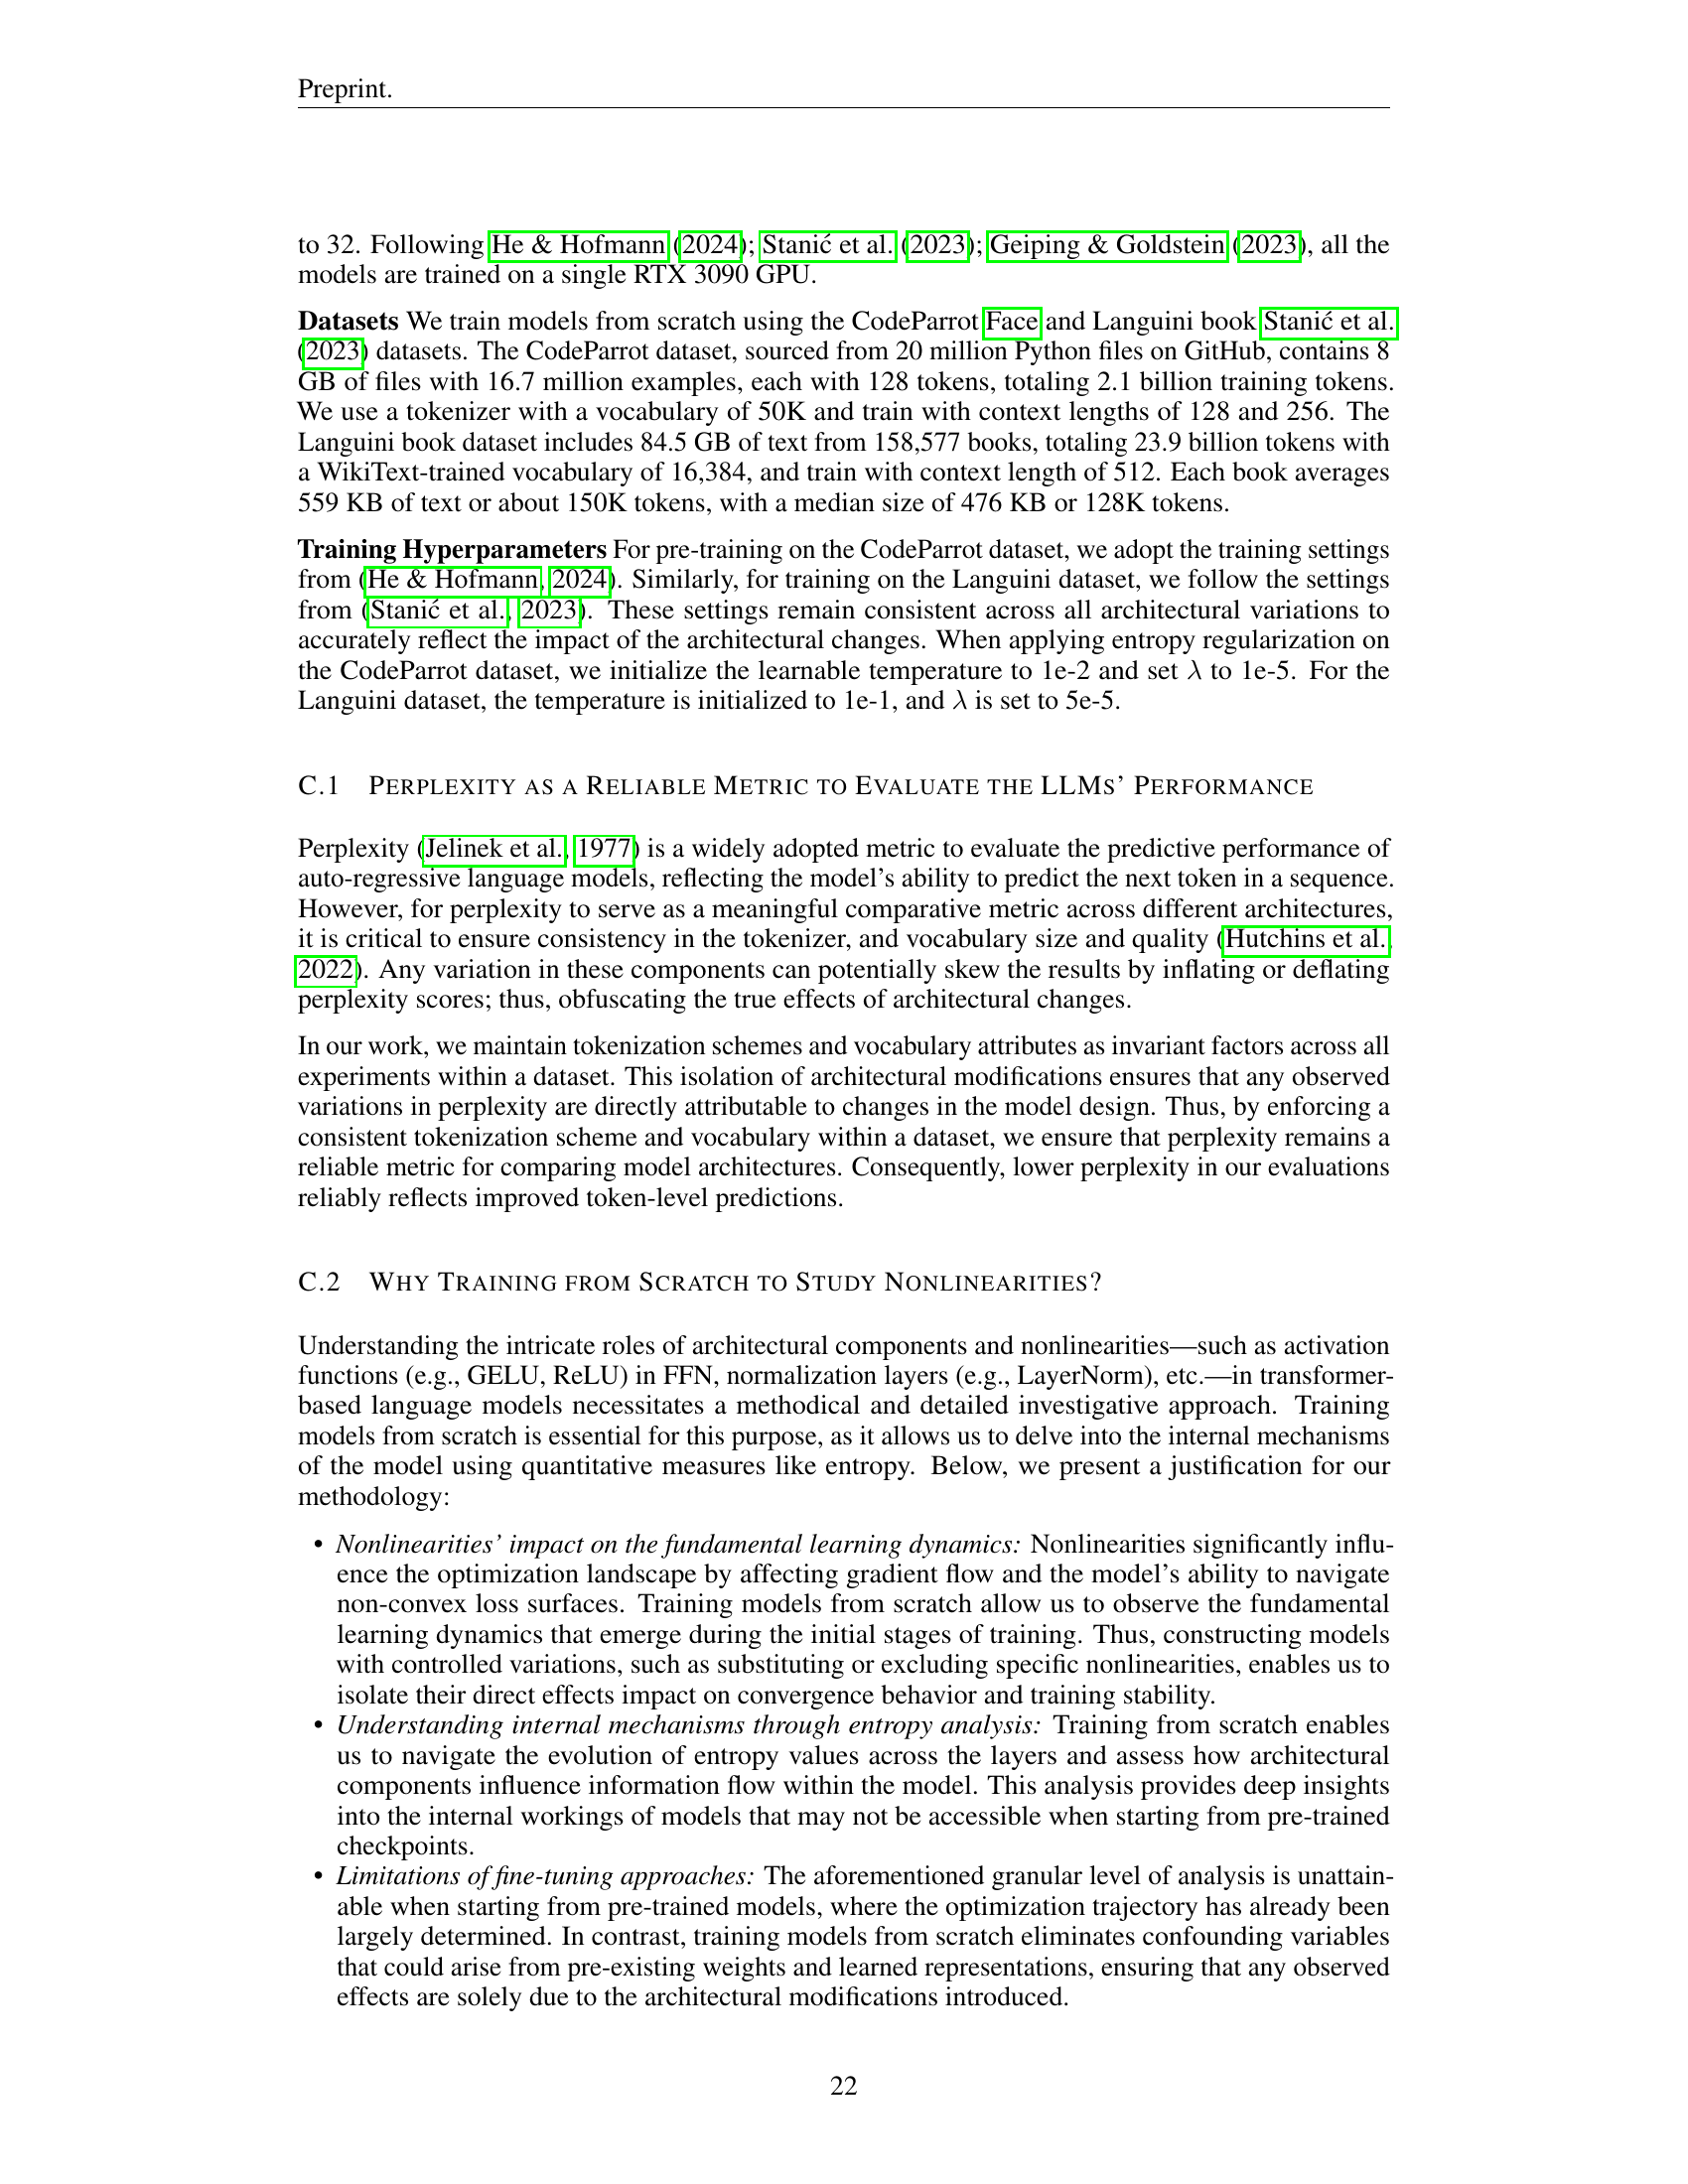 Preprint.
to 32. Following He & Hofmann (2024); Stanić et al. (2023); Geiping & Goldstein (2023), all the
models are trained on a single RTX 3090 GPU.
Datasets We train models from scratch using the CodeParrot Face and Languini book Stanić et al.
(2023) datasets. The CodeParrot dataset, sourced from 20 million Python files on GitHub, contains 8
GB of files with 16.7 million examples, each with 128 tokens, totaling 2.1 billion training tokens.
We use a tokenizer with a vocabulary of 50K and train with context lengths of 128 and 256. The
Languini book dataset includes 84.5 GB of text from 158,577 books, totaling 23.9 billion tokens with
a WikiText-trained vocabulary of 16,384, and train with context length of 512. Each book averages
559 KB of text or about 150K tokens, with a median size of 476 KB or 128K tokens.
Training Hyperparameters For pre-training on the CodeParrot dataset, we adopt the training settings
from (He & Hofmann, 2024). Similarly, for training on the Languini dataset, we follow the settings
from (Stanić et al., 2023). These settings remain consistent across all architectural variations to
accurately reflect the impact of the architectural changes. When applying entropy regularization on
the CodeParrot dataset, we initialize the learnable temperature to 1e-2 and set λ to 1e-5. For the
Languini dataset, the temperature is initialized to 1e-1, and λ is set to 5e-5.
C.1 PERPLEXITY AS A RELIABLE METRIC TO EVALUATE THE LLMS' PERFORMANCE
Perplexity (Jelinek et al., 1977) is a widely adopted metric to evaluate the predictive performance of
auto-regressive language models, reflecting the model's ability to predict the next token in a sequence.
However, for perplexity to serve as a meaningful comparative metric across different architectures,
it is critical to ensure consistency in the tokenizer, and vocabulary size and quality (Hutchins et al.,
2022). Any variation in these components can potentially skew the results by inflating or deflating
perplexity scores; thus, obfuscating the true effects of architectural changes.
In our work, we maintain tokenization schemes and vocabulary attributes as invariant factors across all
experiments within a dataset. This isolation of architectural modifications ensures that any observed
variations in perplexity are directly attributable to changes in the model design. Thus, by enforcing a
consistent tokenization scheme and vocabulary within a dataset, we ensure that perplexity remains a
reliable metric for comparing model architectures. Consequently, lower perplexity in our evaluations
reliably reflects improved token-level predictions.
C.2 WHY TRAINING FROM SCRATCH TO STUDY NONLINEARITIES?
Understanding the intricate roles of architectural components and nonlinearities—such as activation
functions (e.g., GELU, ReLU) in FFN, normalization layers (e.g., LayerNorm), etc.—in transformer-
based language models necessitates a methodical and detailed investigative approach. Training
models from scratch is essential for this purpose, as it allows us to delve into the internal mechanisms
of the model using quantitative measures like entropy. Below, we present a justification for our
methodology:
• Nonlinearities' impact on the fundamental learning dynamics: Nonlinearities significantly influ-
ence the optimization landscape by affecting gradient flow and the model's ability to navigate
non-convex loss surfaces. Training models from scratch allow us to observe the fundamental
learning dynamics that emerge during the initial stages of training. Thus, constructing models
with controlled variations, such as substituting or excluding specific nonlinearities, enables us to
isolate their direct effects impact on convergence behavior and training stability.
• Understanding internal mechanisms through entropy analysis: Training from scratch enables
us to navigate the evolution of entropy values across the layers and assess how architectural
components influence information flow within the model. This analysis provides deep insights
into the internal workings of models that may not be accessible when starting from pre-trained
checkpoints.
• Limitations of fine-tuning approaches: The aforementioned granular level of analysis is unattain-
able when starting from pre-trained models, where the optimization trajectory has already been
largely determined. In contrast, training models from scratch eliminates confounding variables
that could arise from pre-existing weights and learned representations, ensuring that any observed
effects are solely due to the architectural modifications introduced.
22